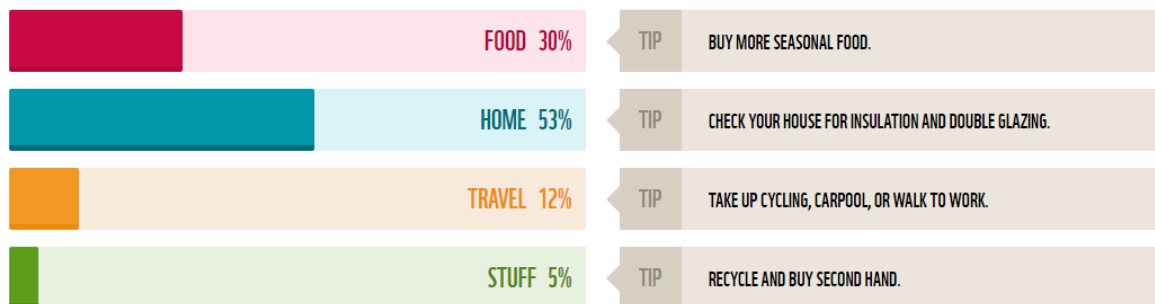 FOOD 30% TIP BUY MORE SEASONAL FOOD.
HOME 53% TIP CHECK YOUR HOUSE FOR INSULATION AND DOUBLE GLAZING.
TRAVEL 12% TIP TAKE UP CYCLING, CARPOOL, OR WALK TO WORK.
STUFF 5% TIP RECYCLE AND BUY SECOND HAND.